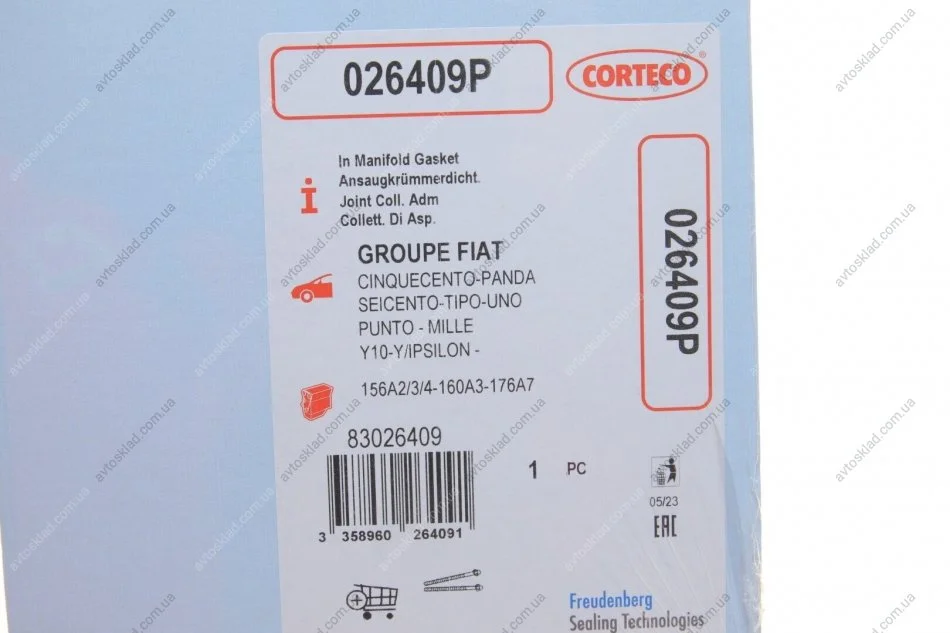 026409P
CORTECO®
In Manifold Gasket
Ansaugkrümmerdicht.
Joint Coll. Adm
Collett. Di Asp.
GROUPE FIAT
CINQUECENTO-PANDA
SEICENTO-TIPO-UNO
PUNTO - MILLE
Y10-Y/IPSILON -
156A2/3/4-160A3-176A7
026409P
83026409
3 358960 264091
1 PC
05/23
EAC
Freudenberg
Sealing Technologies
avtosklad.com.ua